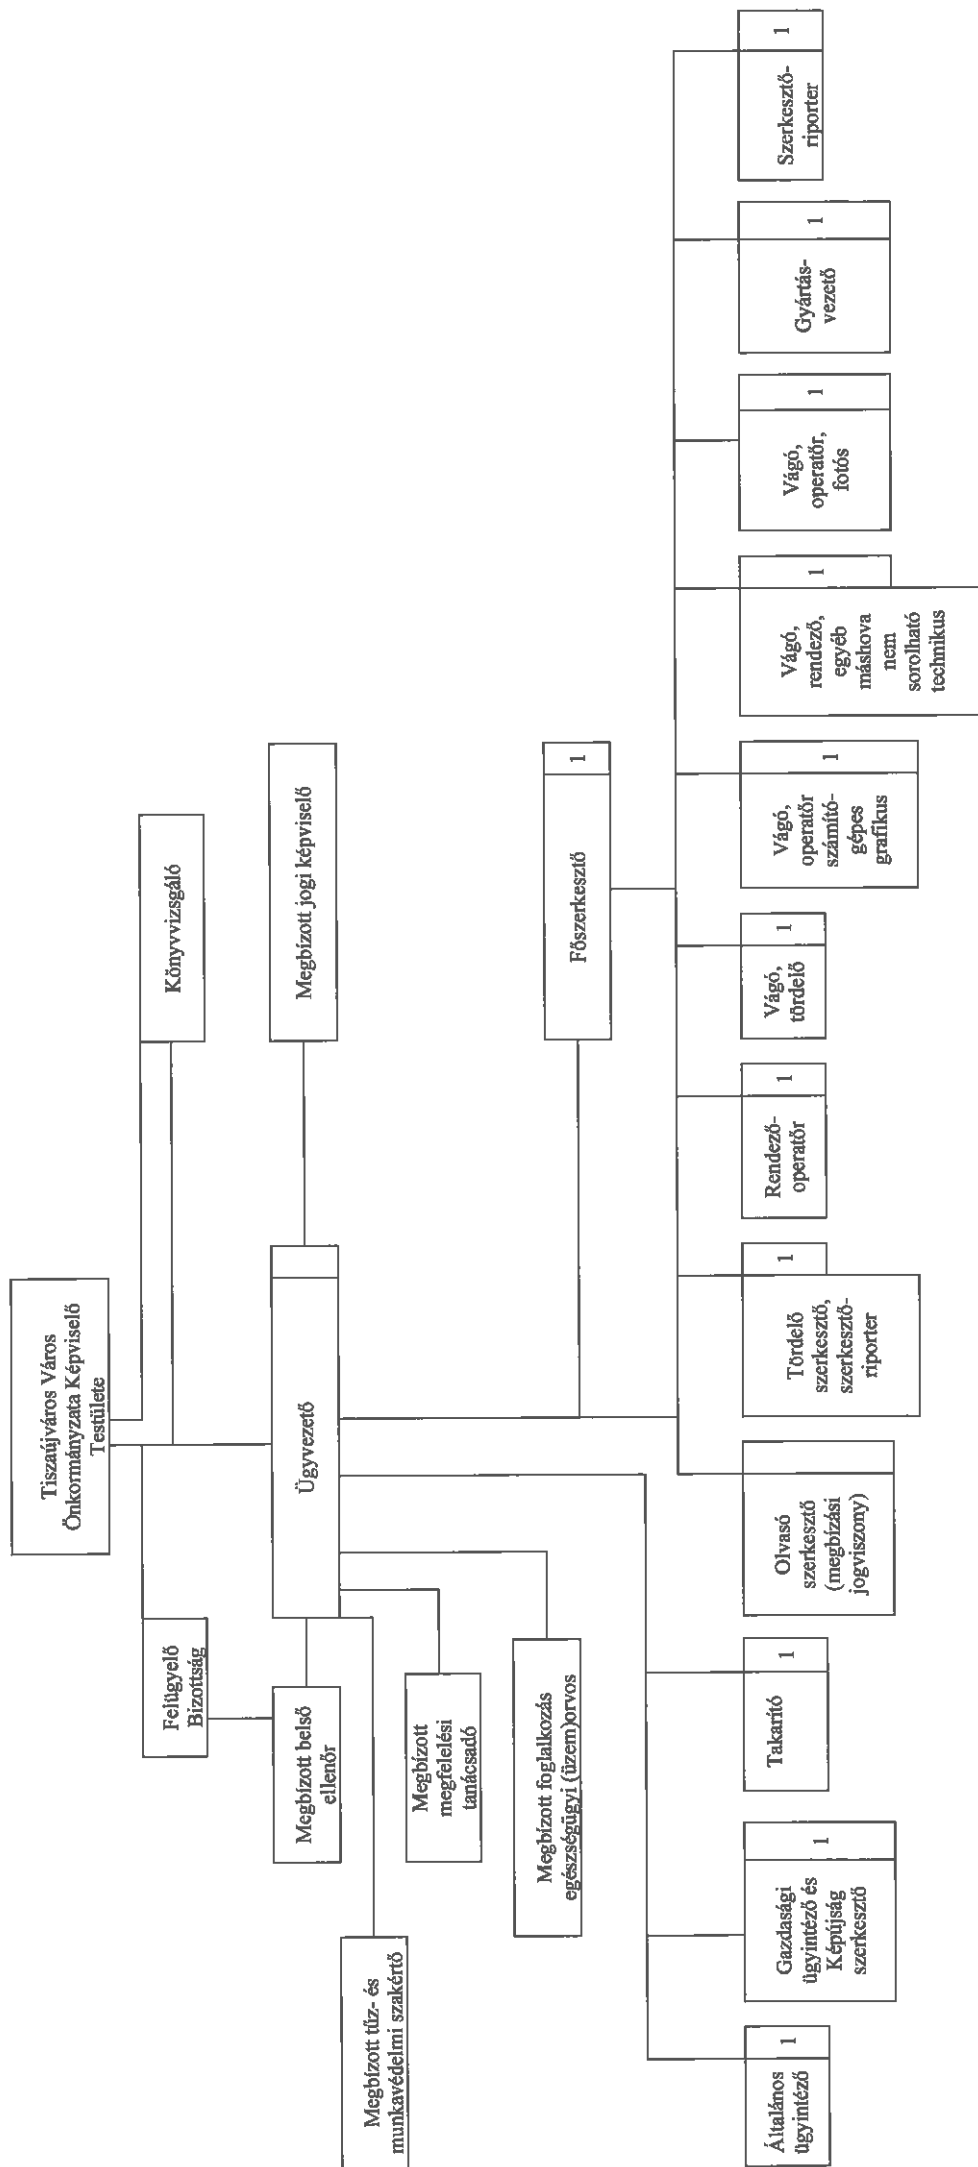 Tiszaújváros Város
Önkormányzata Képviselő
Testülete
Felügyelő
Bizottság
Könyvvizsgáló
Megbízott belső
ellenőr
Ügyvezető
Megbízott jogi képviselő
Megbízott tűz- és
munkavédelmi szakértő
Megbízott
megfelelési
tanácsadó
Megbízott foglalkozás
egészségügyi (üzem)orvos
Főszerkesztő
1
Általános
ügyintéző
1
Gazdasági
ügyintéző és
Képújság
szerkesztő
1
Takarító
1
Olvasó
szerkesztő
(megbízási
jogviszony)
Tördelő
szerkesztő,
szerkesztő-
riporter
1
Rendező-
operatőr
1
Vágó,
tördelő
1
Vágó,
operatőr
számító-
gépes
grafikus
1
Vágó,
rendező,
egyéb
máshova
nem
sorolható
technikus
1
Vágó,
operatőr,
fotós
1
Gyártás-
vezető
1
Szerkesztő-
riporter
1